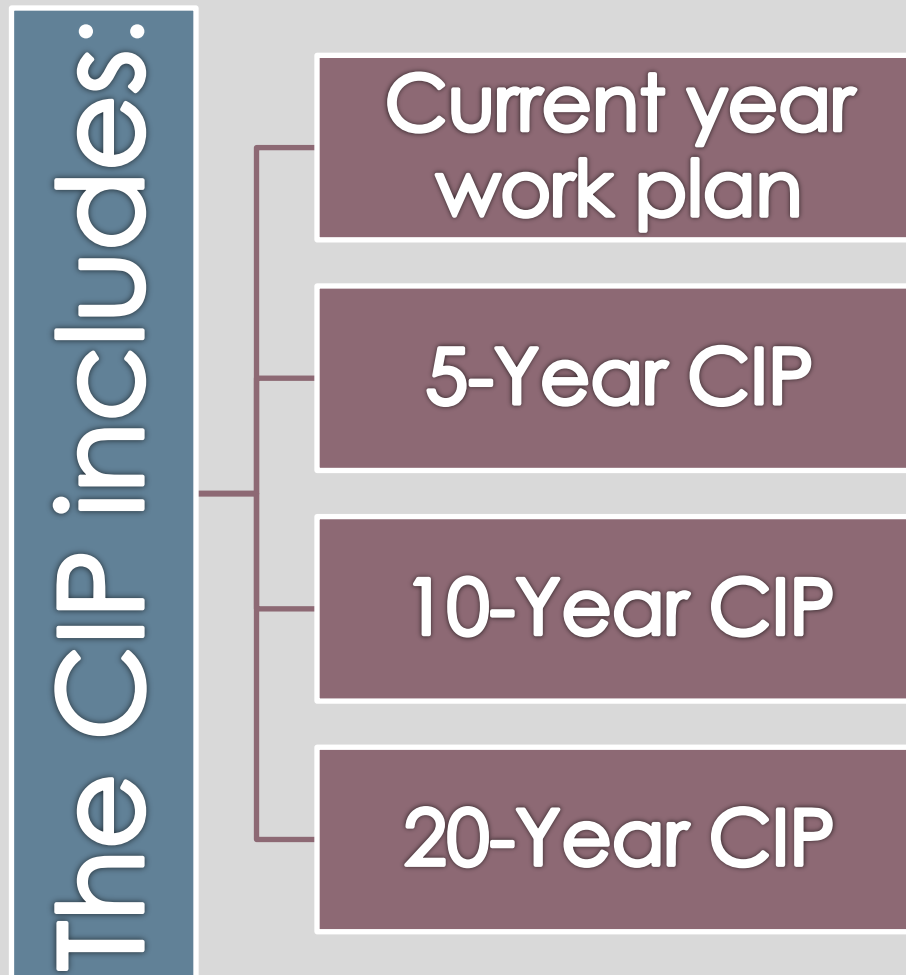 The CIP includes:
Current year
work plan
5-Year CIP
10-Year CIP
20-Year CIP